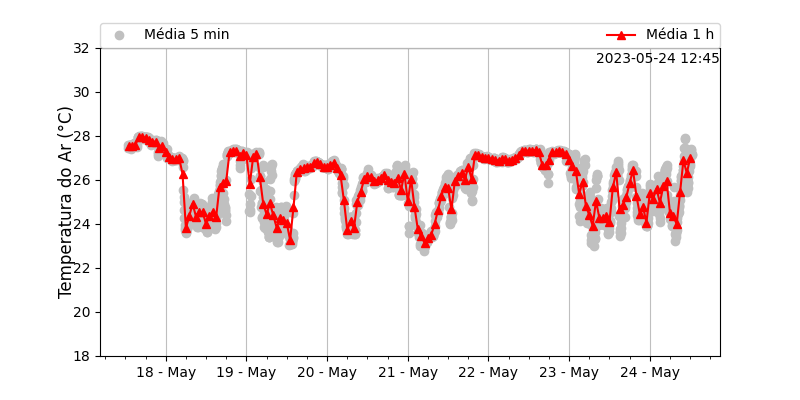 Média 5 min
Média 1 h
2023-05-24 12:45
Temperatura do Ar (°C)
32
30
28
26
24
22
20
18
18 - May
19 - May
20 - May
21 - May
22 - May
23 - May
24 - May